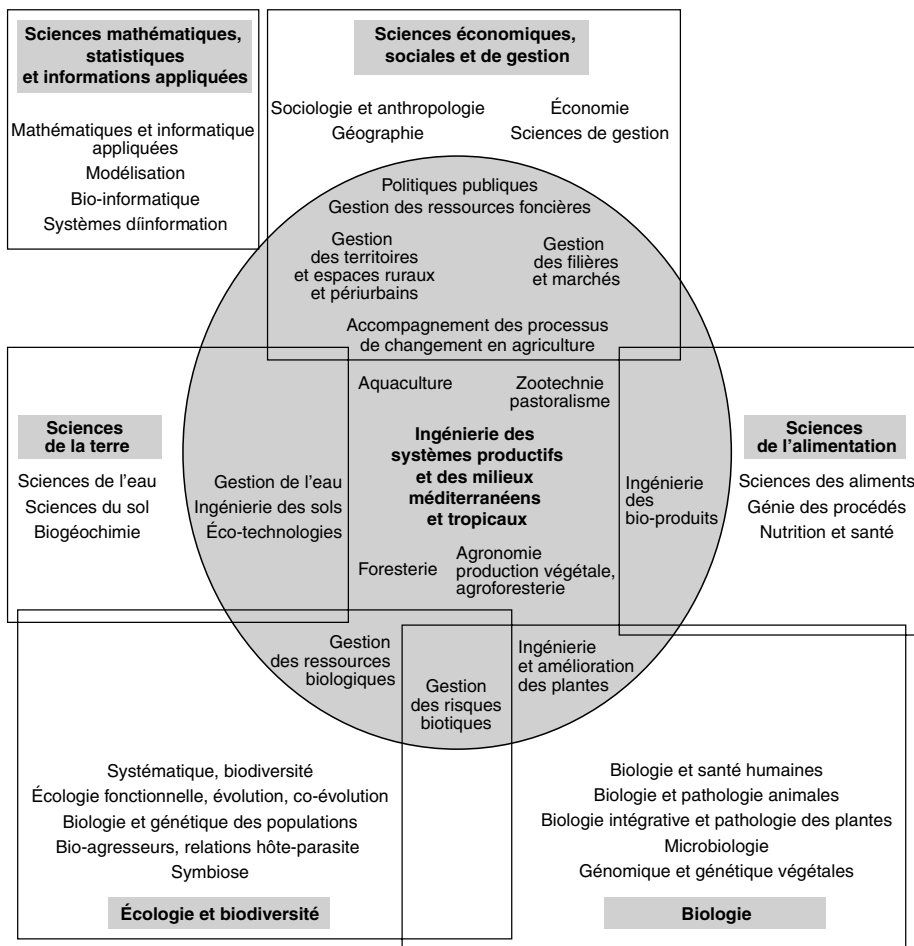 Sciences mathématiques,
statistiques
et informations appliquées
Mathématiques et informatique
appliquées
Modélisation
Bio-informatique
Systèmes díinformation
Sciences économiques,
sociales et de gestion
Sociologie et anthropologie
Économie
Géographie
Sciences de gestion
Politiques publiques
Gestion des ressources foncières
Gestion
des territoires
et espaces ruraux
et périurbains
Gestion
des filières
et marchés
Accompagnement des processus
de changement en agriculture
Sciences
de la terre
Sciences de l'eau
Sciences du sol
Biogéochimie
Gestion de l'eau
Ingénierie des sols
Éco-technologies
Aquaculture
Zootechnie
pastoralisme
Ingénierie des
systèmes productifs
et des milieux
méditerranéens
et tropicaux
Foresterie
Agronomie
production végétale,
agroforesterie
Ingénierie
des
bio-produits
Sciences
de l'alimentation
Sciences des aliments
Génie des procédés
Nutrition et santé
Gestion
des ressources
biologiques
Gestion
des risques
biotiques
Ingénierie
et amélioration
des plantes
Systématique, biodiversité
Écologie fonctionnelle, évolution, co-évolution
Biologie et génétique des populations
Bio-agresseurs, relations hôte-parasite
Symbiose
Écologie et biodiversité
Biologie et santé humaines
Biologie et pathologie animales
Biologie intégrative et pathologie des plantes
Microbiologie
Génomique et génétique végétales
Biologie